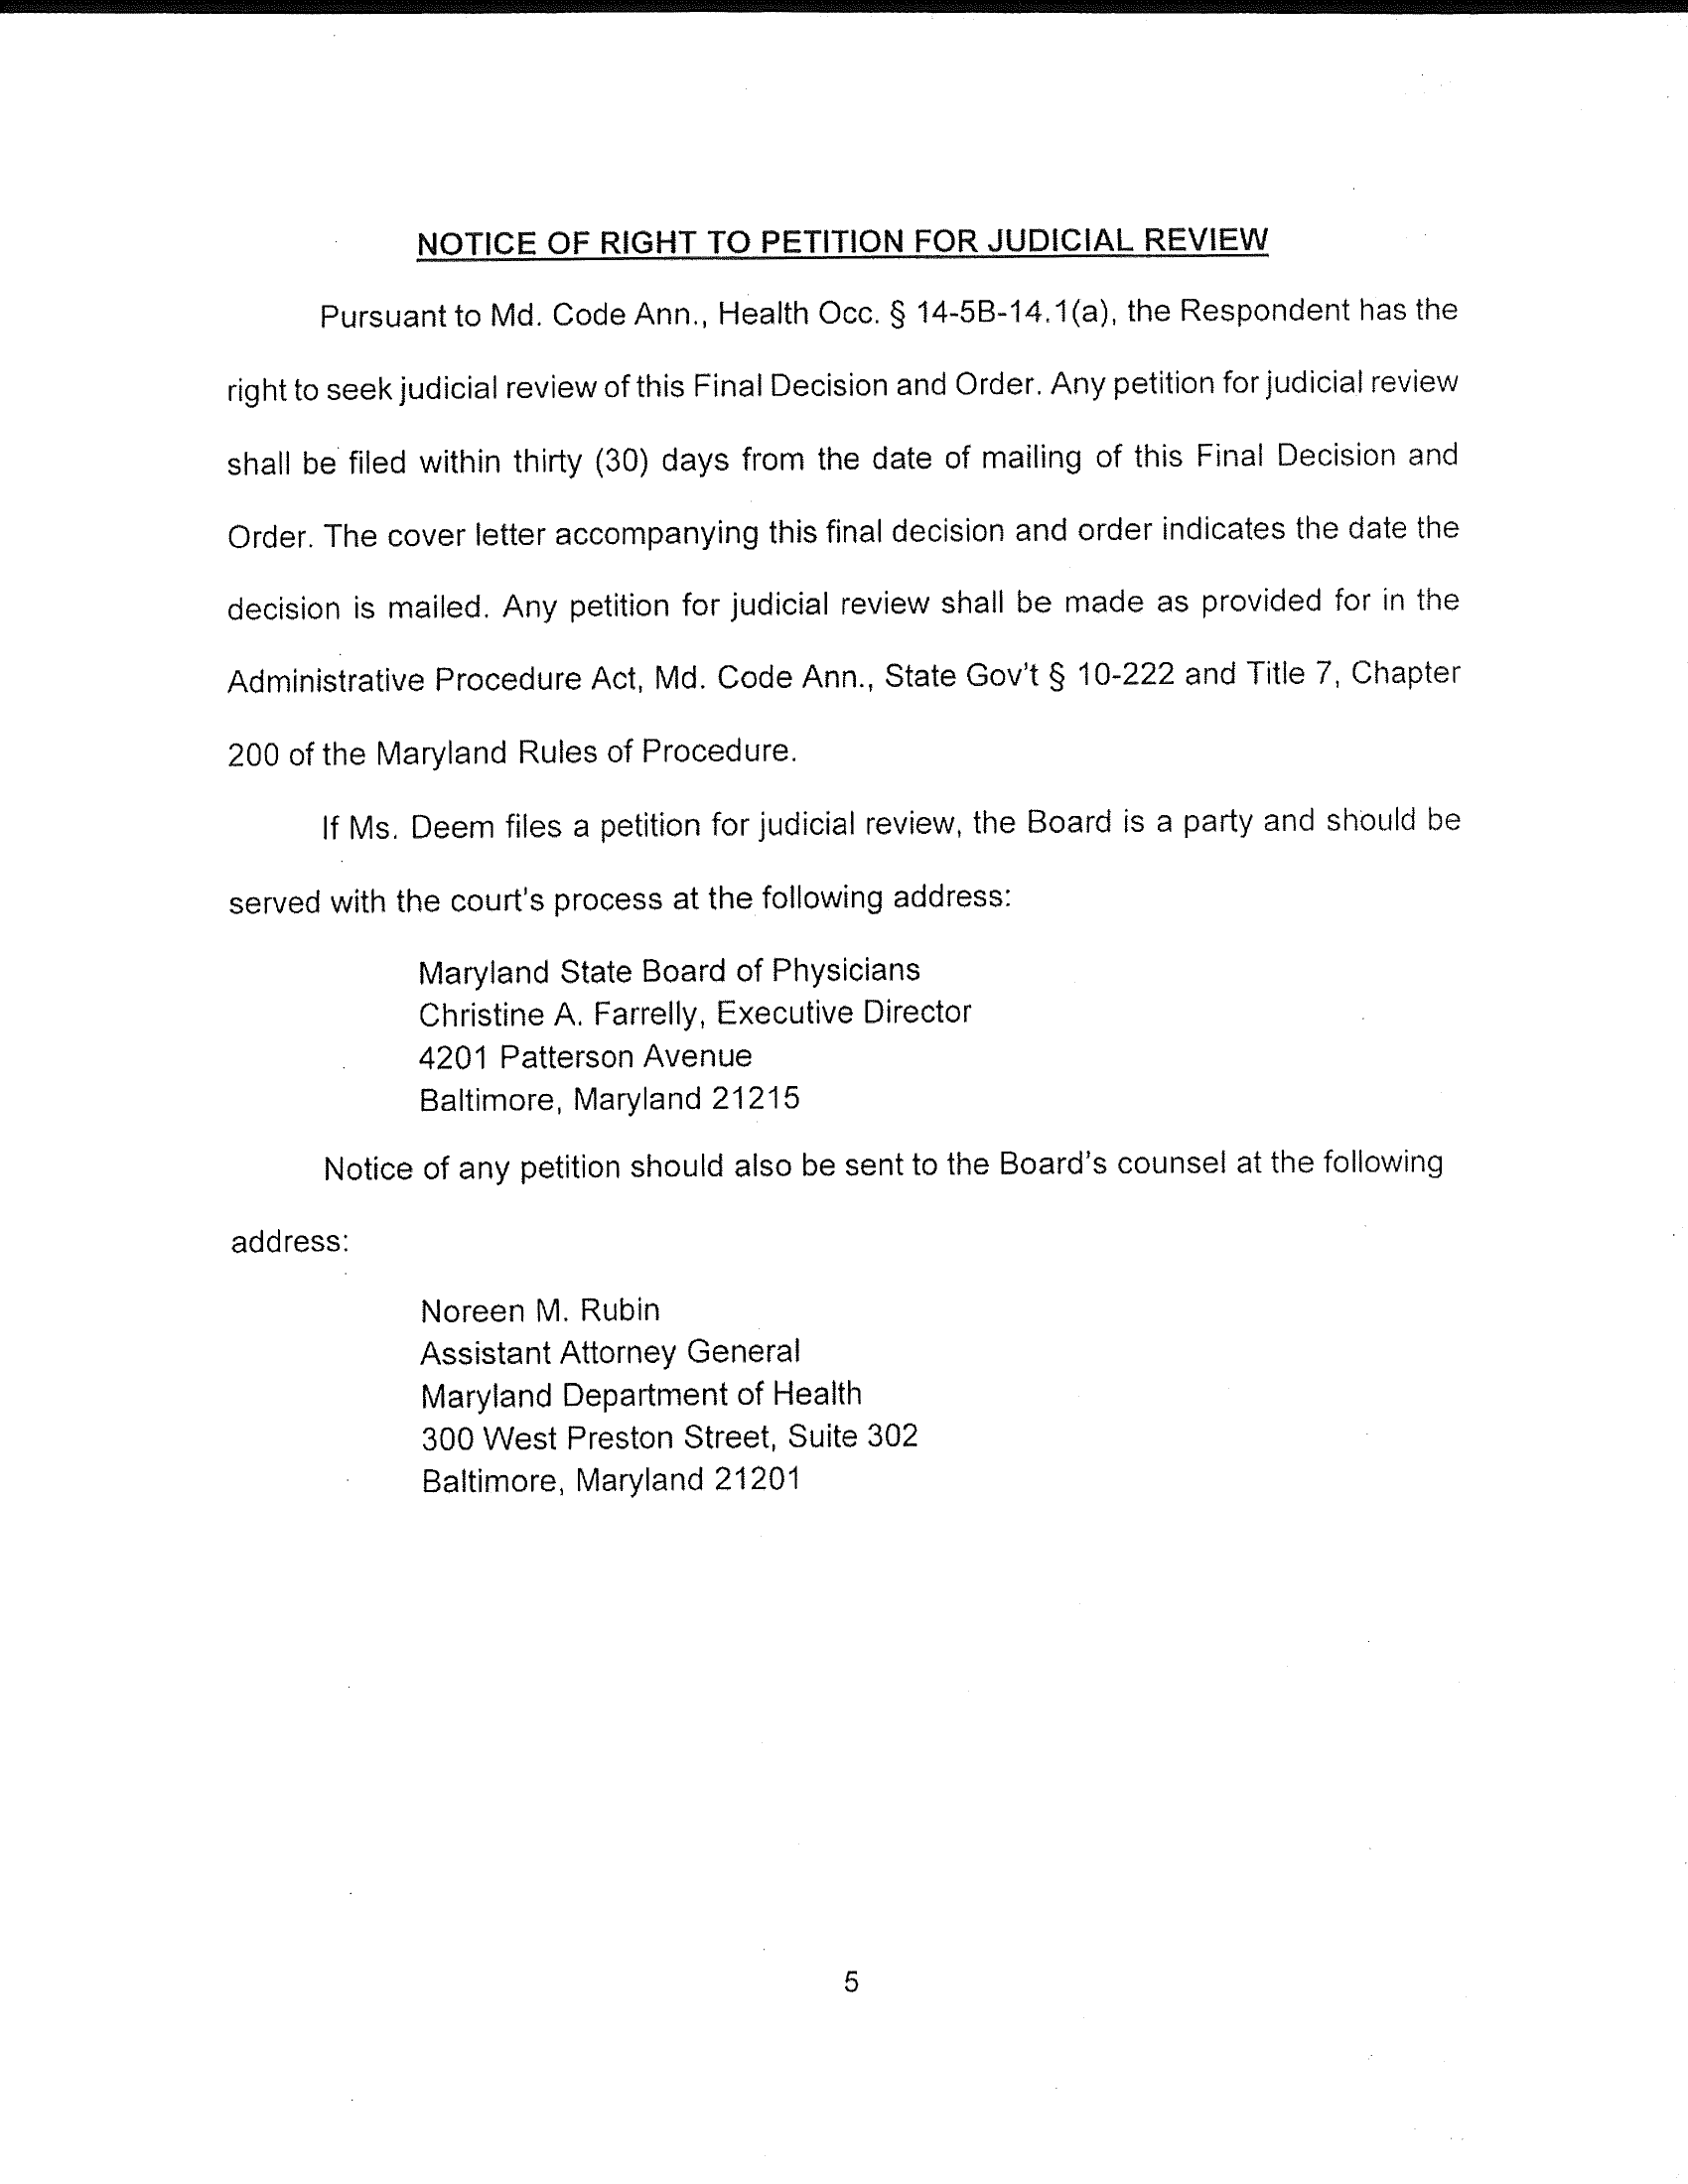 NOTICE OF RIGHT TO PETITION FOR JUDICIAL REVIEW
Pursuant to Md. Code Ann., Health Occ. § 14-5B-14.1(a), the Respondent has the
right to seek judicial review of this Final Decision and Order. Any petition for judicial review
shall be filed within thirty (30) days from the date of mailing of this Final Decision and
Order. The cover letter accompanying this final decision and order indicates the date the
decision is mailed. Any petition for judicial review shall be made as provided for in the
Administrative Procedure Act, Md. Code Ann., State Gov't § 10-222 and Title 7, Chapter
200 of the Maryland Rules of Procedure.
If Ms. Deem files a petition for judicial review, the Board is a party and should be
served with the court's process at the following address:
Maryland State Board of Physicians
Christine A. Farrelly, Executive Director
4201 Patterson Avenue
Baltimore, Maryland 21215
Notice of any petition should also be sent to the Board's counsel at the following
address:
Noreen M. Rubin
Assistant Attorney General
Maryland Department of Health
300 West Preston Street, Suite 302
Baltimore, Maryland 21201
5